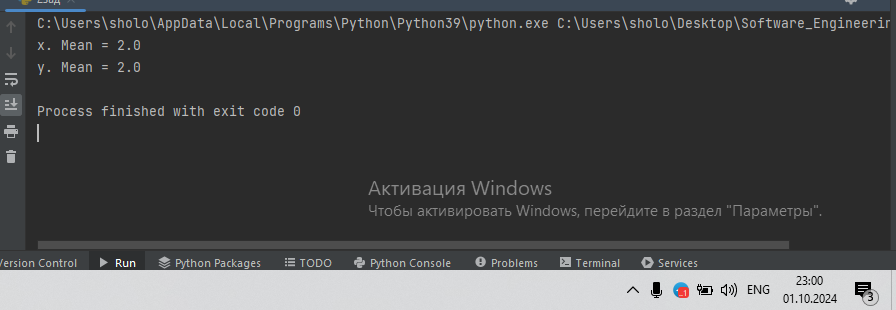 C:\Users\sholo\AppData\Local\Programs\Python\Python39\python.exe C:\Users\sholo\Desktop\Software_Engineerin
x. Mean = 2.0
y. Mean = 2.0
Process finished with exit code 0
Активация Windows
Чтобы активировать Windows, перейдите в раздел "Параметры".
Version Control Run Python Packages TODO Python Console Problems Terminal Services
ENG 23:00
01.10.2024 3